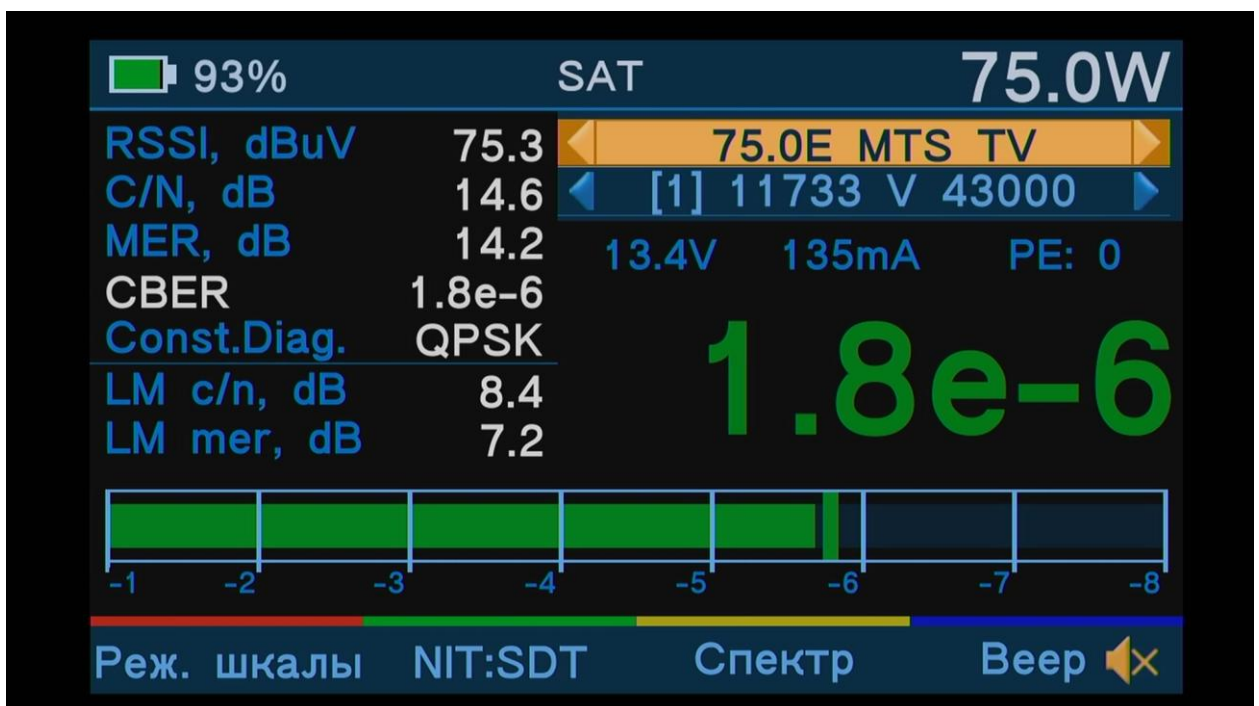 93% SAT 75.0W
RSSI, dBuV 75.3
C/N, dB 14.6
MER, dB 14.2
CBER 1.8e-6
Const.Diag. QPSK
LM c/n, dB 8.4
LM mer, dB 7.2
75.0E MTS TV
[1] 11733 V 43000
13.4V 135mA PE: 0
1.8e-6
-1 -2 -3 -4 -5 -6 -7 -8
Реж. шкалы NIT:SDT Спектр Beep